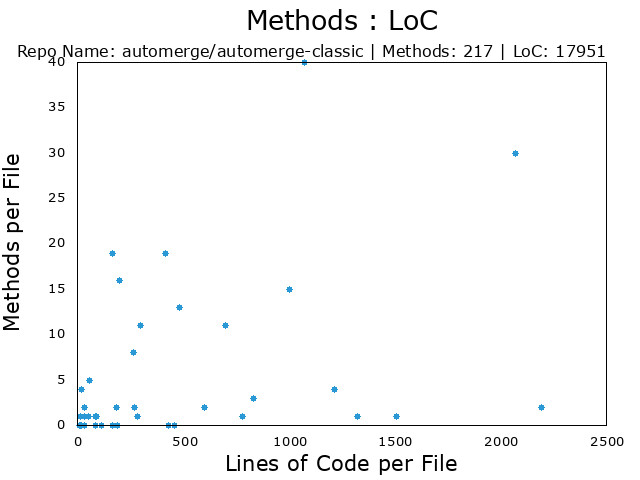 Methods : LoC
Repo Name: automerge/automerge-classic | Methods: 217 | LoC: 17951
40
35
30
25
20
15
10
5
0
Methods per File
0 500 1000 1500 2000 2500
Lines of Code per File